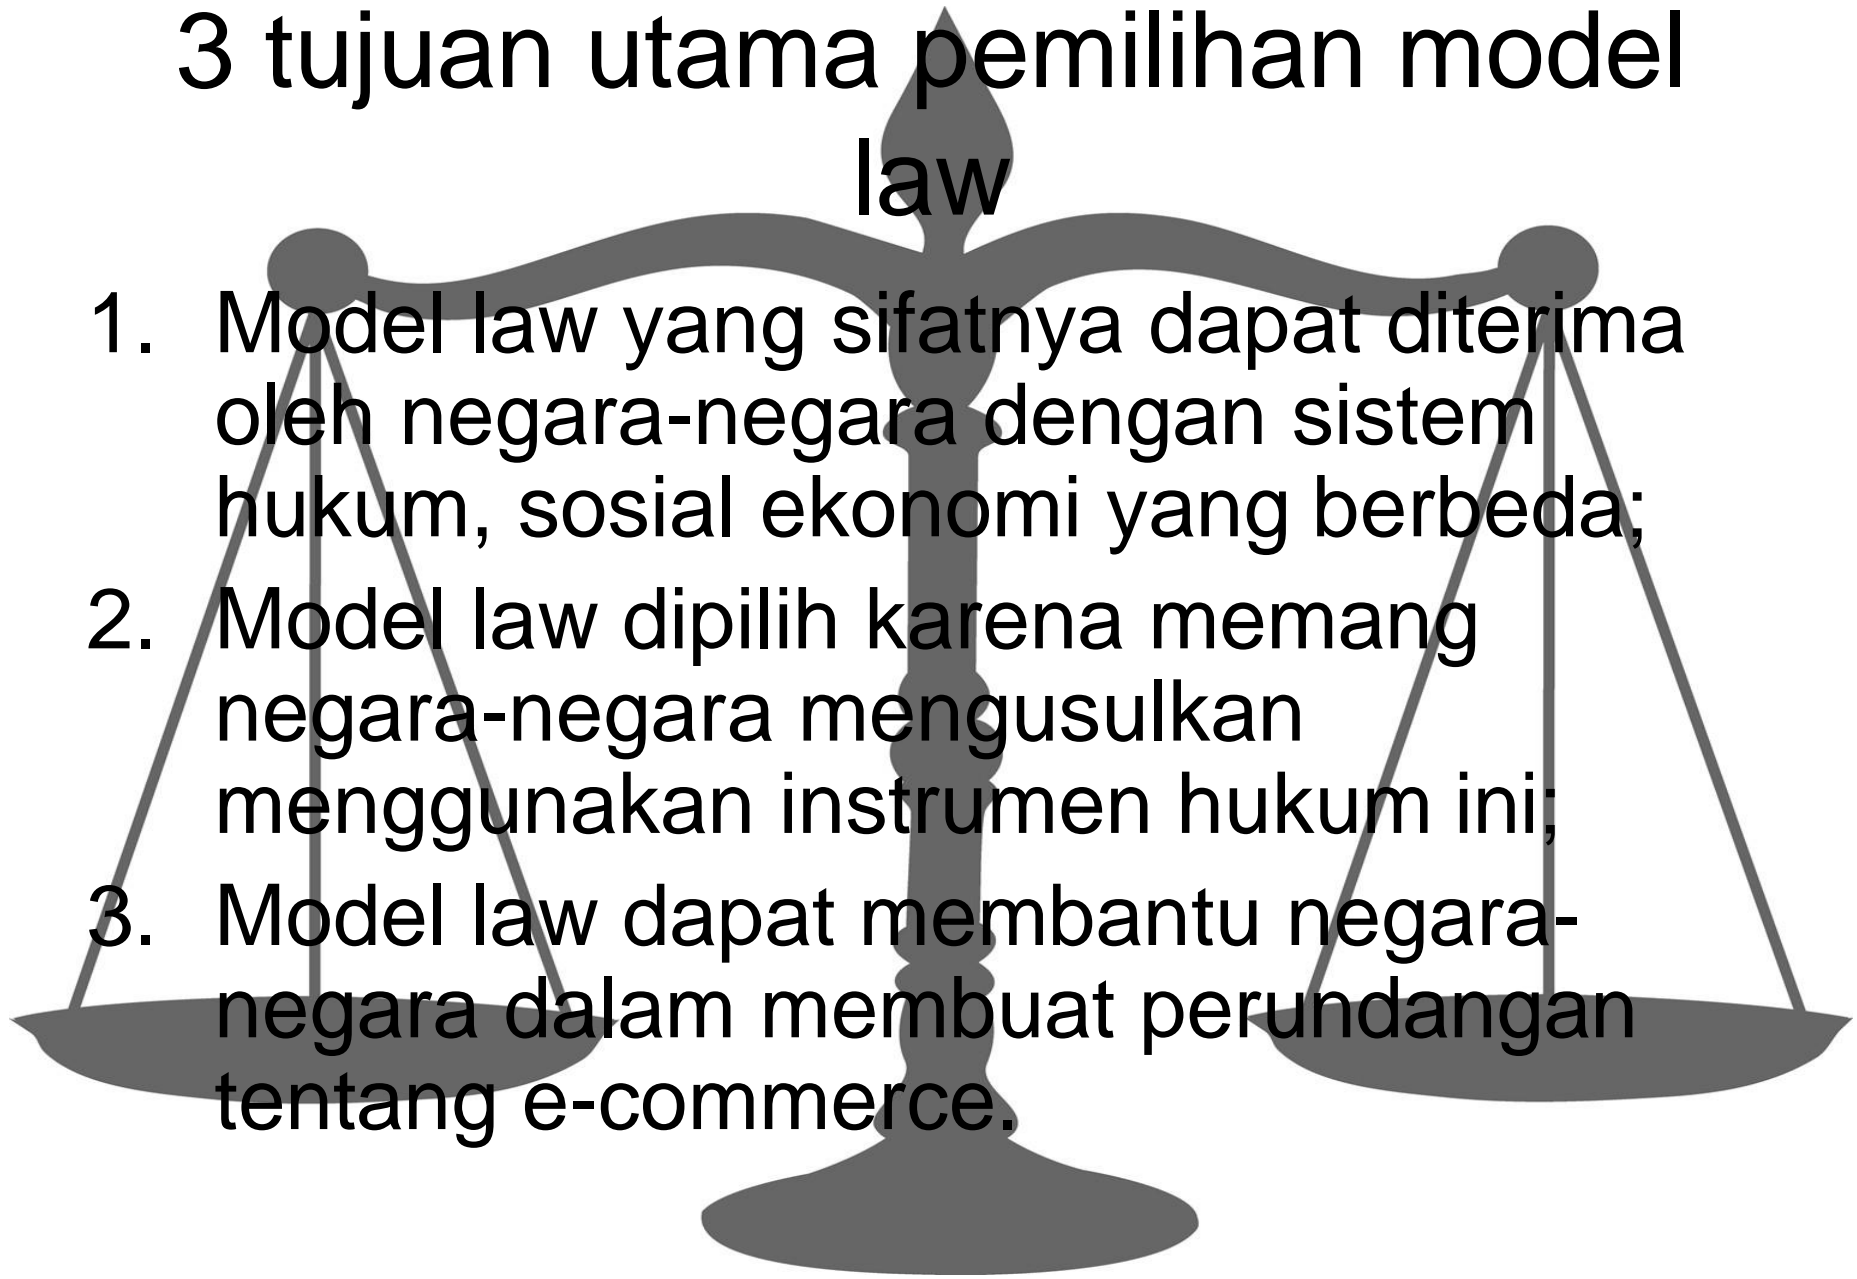 3 tujuan utama pemilihan model
law
1. Model law yang sifatnya dapat diterima
oleh negara-negara dengan sistem
hukum, sosial ekonomi yang berbeda;
2. Model law dipilih karena memang
negara-negara mengusulkan
menggunakan instrumen hukum ini;
3. Model law dapat membantu negara-
negara dalam membuat perundangan
tentang e-commerce.